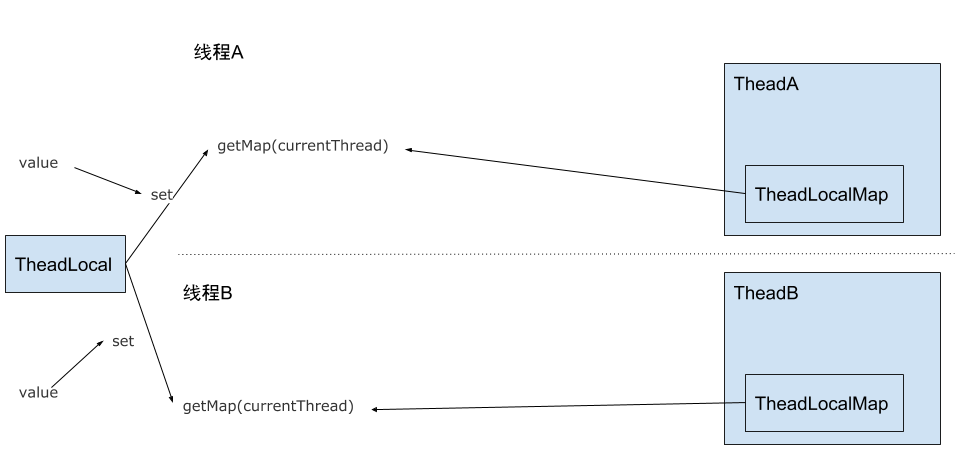 线程A
TheadA
getMap(currentThread)
value
set
TheadLocalMap
TheadLocal
线程B
TheadB
set
value
getMap(currentThread)
TheadLocalMap